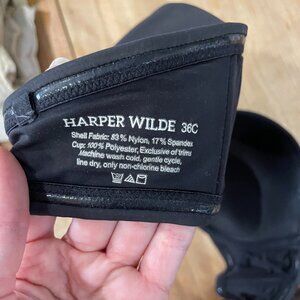 HARPER WILDE 36C
Shell Fabric: 83% Nylon, 17% Spandex
Cup: 100% Polyester, Exclusive of trims
Machine wash cold, gentle cycle,
line dry, only non-chlorine bleach